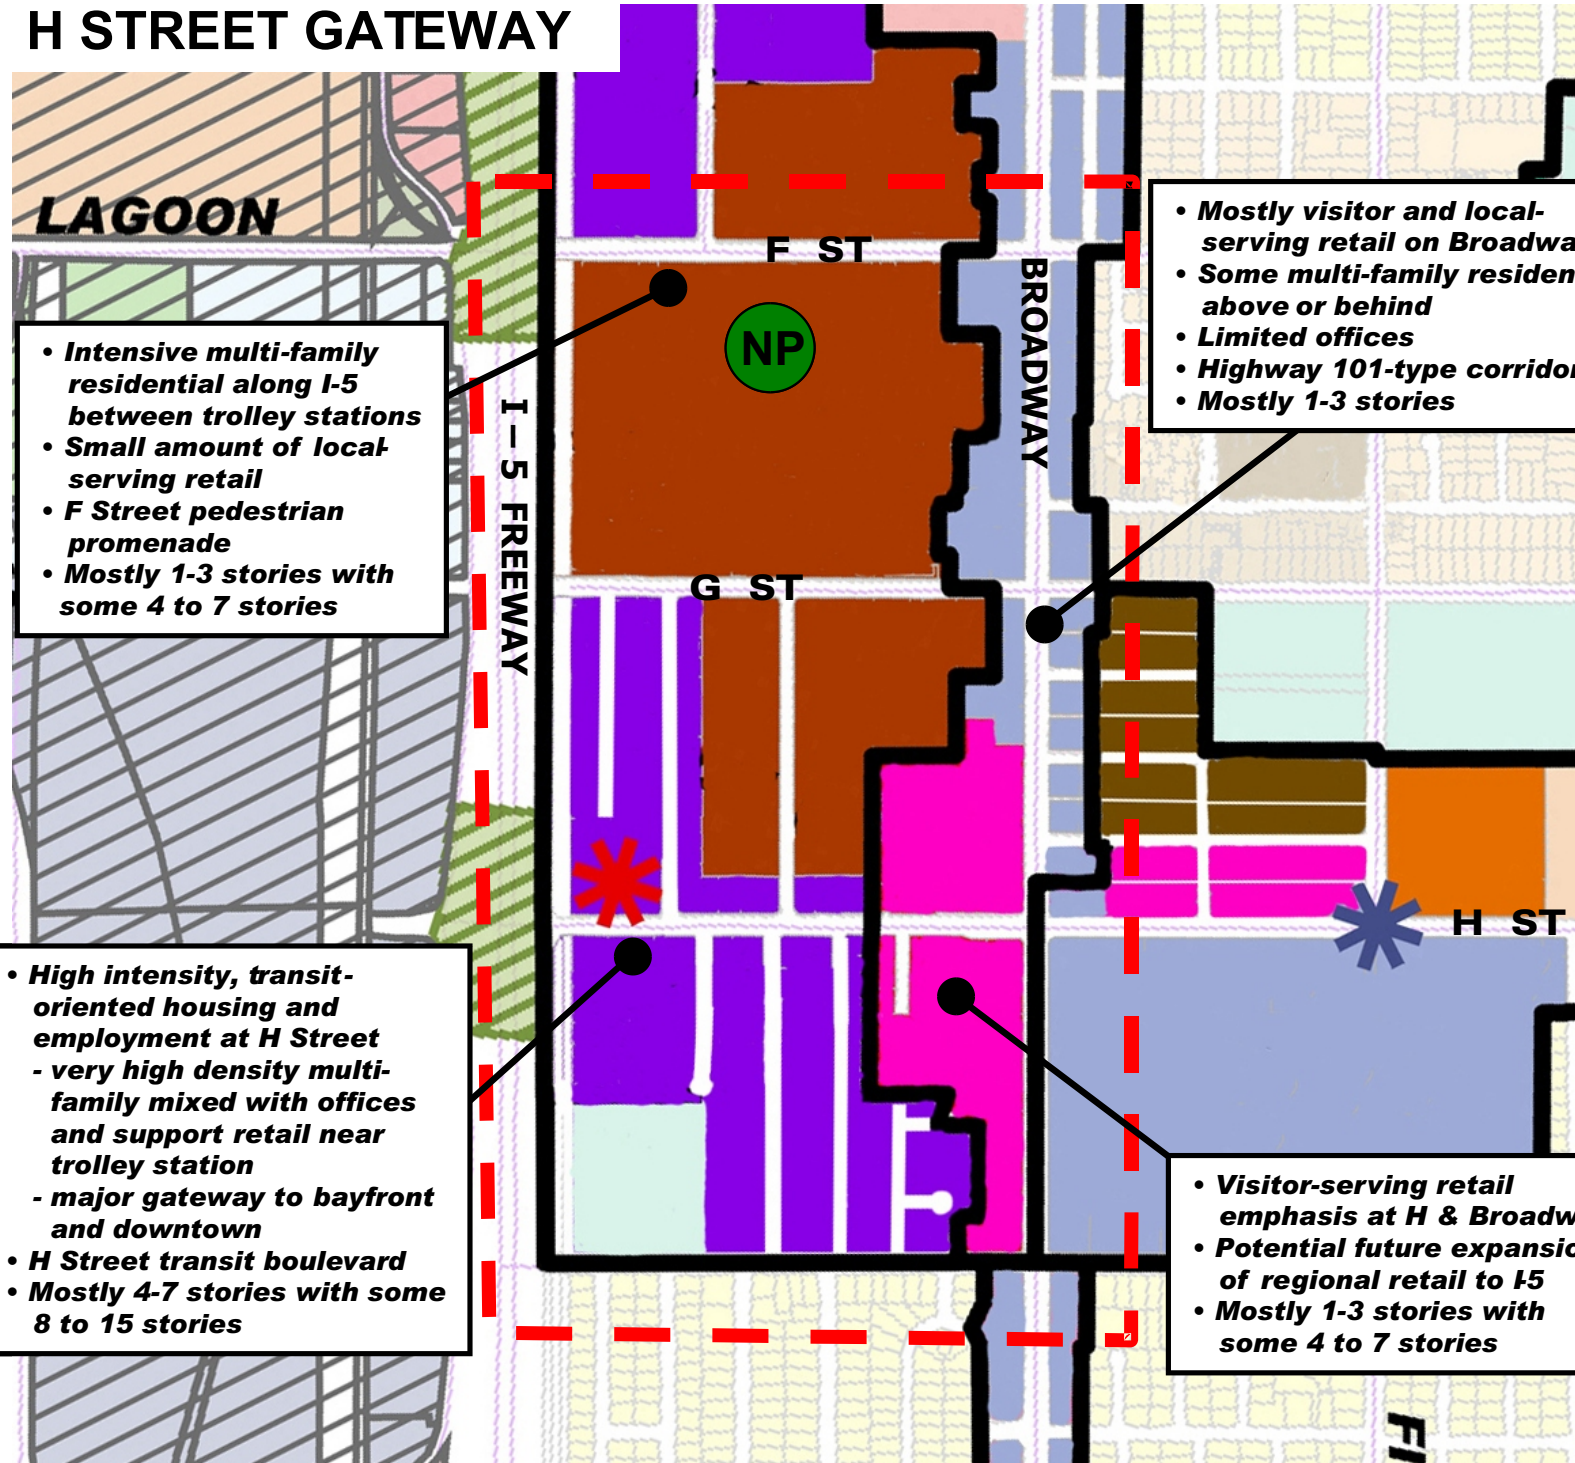 H STREET GATEWAY
LAGOON
F ST
NP
BROADWAY
I – 5 FREEWAY
G ST
H ST
• Mostly visitor and local-
serving retail on Broadwa
• Some multi-family residen
above or behind
• Limited offices
• Highway 101-type corridor
• Mostly 1-3 stories
• Intensive multi-family
residential along I-5
between trolley stations
• Small amount of local-
serving retail
• F Street pedestrian
promenade
• Mostly 1-3 stories with
some 4 to 7 stories
• High intensity, transit-
oriented housing and
employment at H Street
- very high density multi-
family mixed with offices
and support retail near
trolley station
- major gateway to bayfront
and downtown
• H Street transit boulevard
• Mostly 4-7 stories with some
8 to 15 stories
• Visitor-serving retail
emphasis at H & Broadw
• Potential future expansio
of regional retail to I-5
• Mostly 1-3 stories with
some 4 to 7 stories
FI